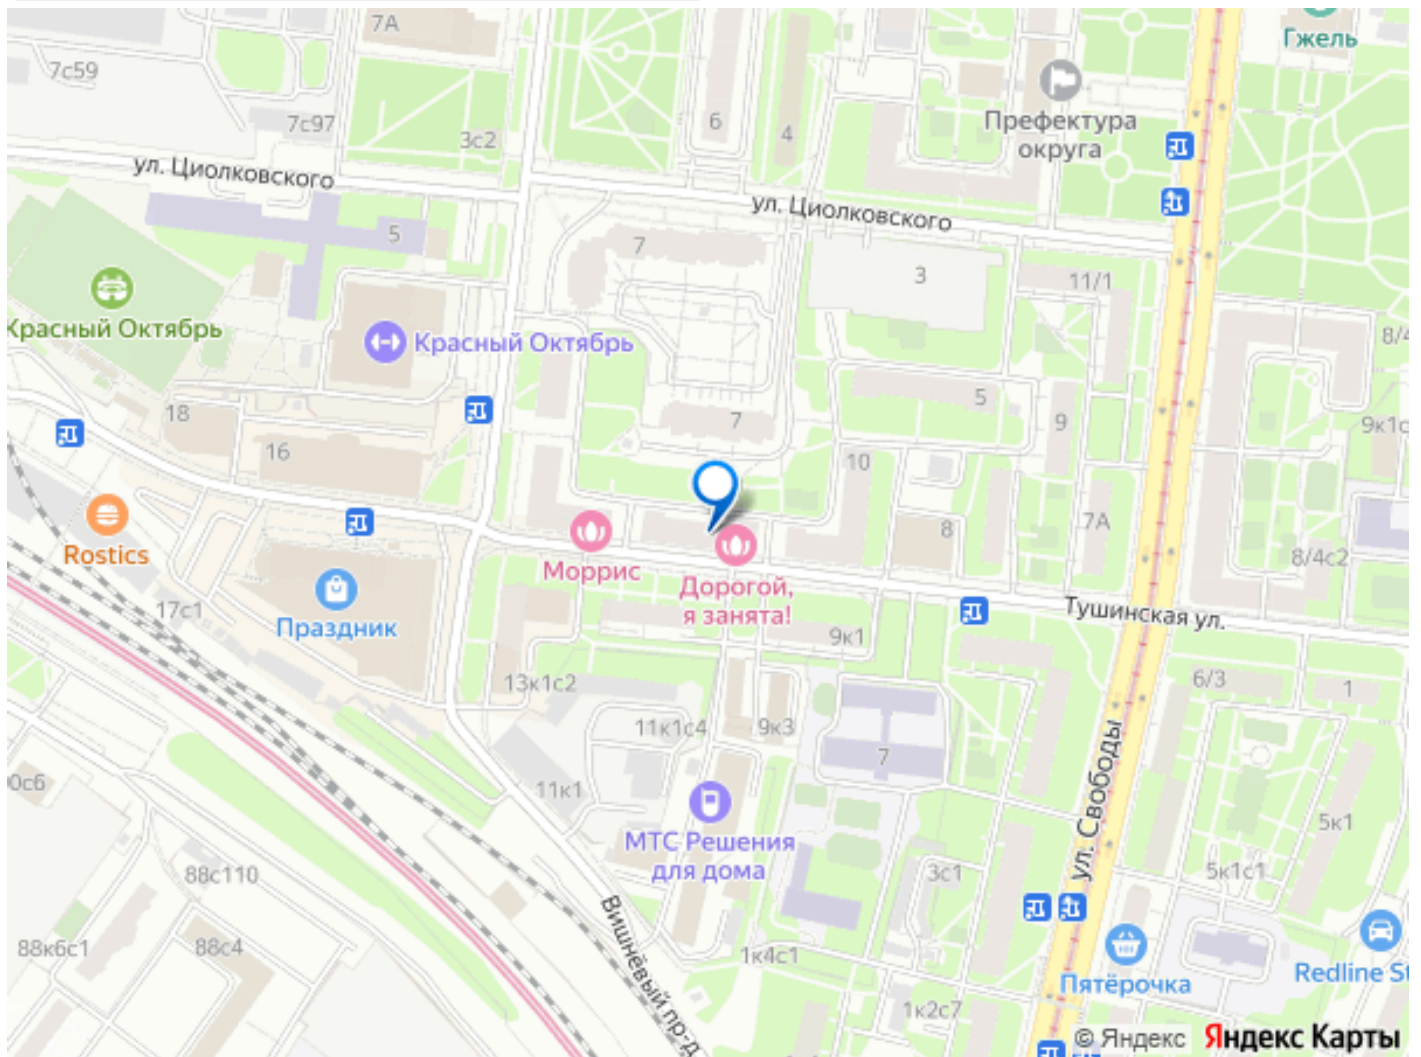 7А
Гжель
7с59
7с97
6
4
3с2
Префектура
округа
ул. Циолковского
ул. Циолковского
5
7
3
11/1
Красный Октябрь
Красный Октябрь
8/4
18
7
5
9
9к1с
16
10
Rostics
8
7А
8/4с2
Моррис
Дорогой,
я занята!
17с1
Праздник
Тушинская ул.
9к1
13к1с2
6/3
1
11к1с4
9к3
7
0с6
11к1
ул. Свободы
МТС Решения
для дома
5к1
88с110
3с1
5к1с1
88к6с1
88с4
Вишнёвый пр-д
1к4с1
Пятёрочка
Redline St
1к2с7
© Яндекс Яндекс Карты